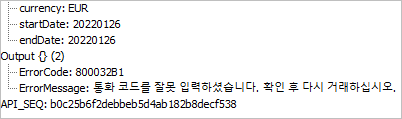 currency: EUR
startDate: 20220126
endDate: 20220126
Output {} (2)
ErrorCode: 800032B1
ErrorMessage: 통화 코드를 잘못 입력하셨습니다. 확인 후 다시 거래하십시오.
API_SEQ: b0c25b6f2debbeb5d4ab182b8decf538